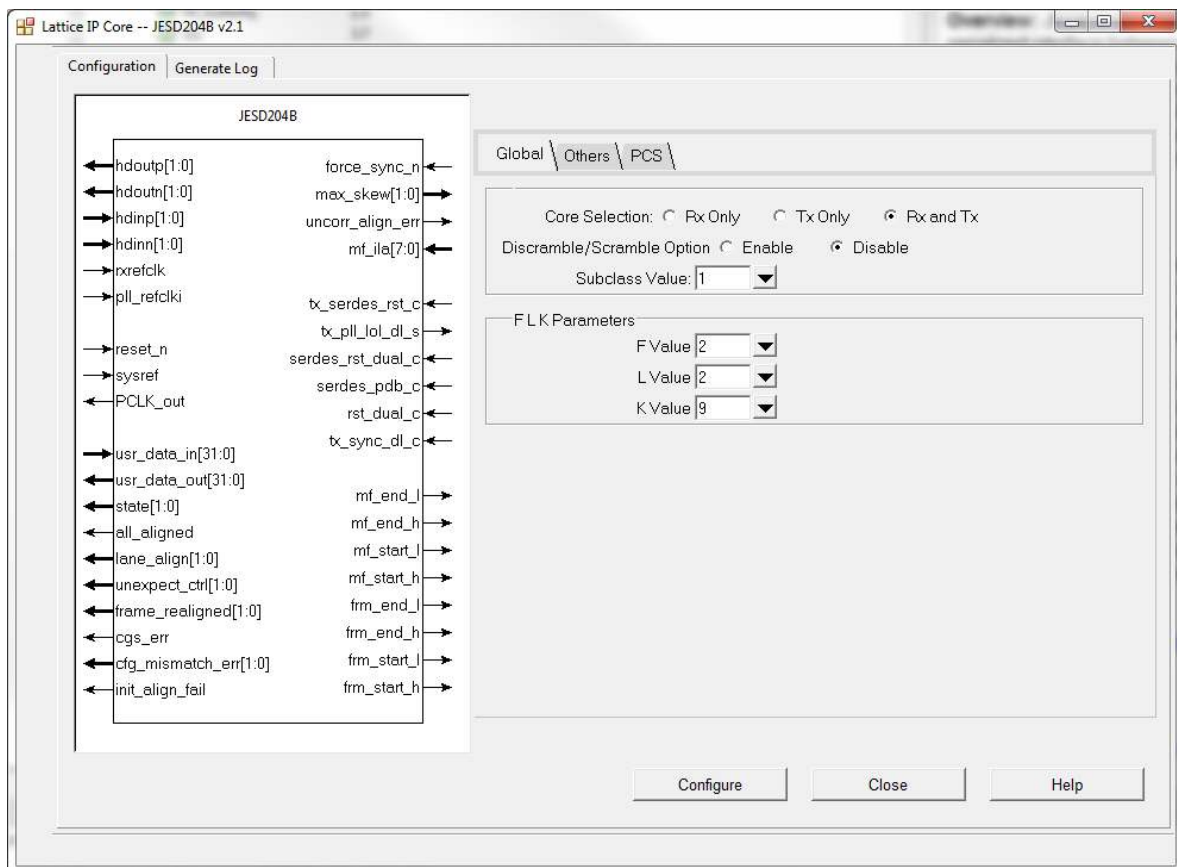 Lattice IP Core -- JESD204B v2.1
Configuration
Generate Log
JESD204B
hdoutp[1:0]
hdoutn[1:0]
hdinp[1:0]
hdinn[1:0]
rxrefclk
pll_refclki
reset_n
sysref
PCLK_out
usr_data_in[31:0]
usr_data_out[31:0]
state[1:0]
all_aligned
lane_align[1:0]
unexpect_ctrl[1:0]
frame_realigned[1:0]
cgs_err
cfg_mismatch_err[1:0]
init_align_fail
force_sync_n
max_skew[1:0]
uncorr_align_err
mf_ila[7:0]
tx_serdes_rst_c
tx_pll_lol_dl_s
serdes_rst_dual_c
serdes_pdb_c
rst_dual_c
tx_sync_dl_c
mf_end_l
mf_end_h
mf_start_l
mf_start_h
frm_end_l
frm_end_h
frm_start_l
frm_start_h
Global Others PCS
Core Selection: Rx Only Tx Only Rx and Tx
Discramble/Scramble Option Enable Disable
Subclass Value: 1
F L K Parameters
F Value 2
L Value 2
K Value 9
Configure Close Help